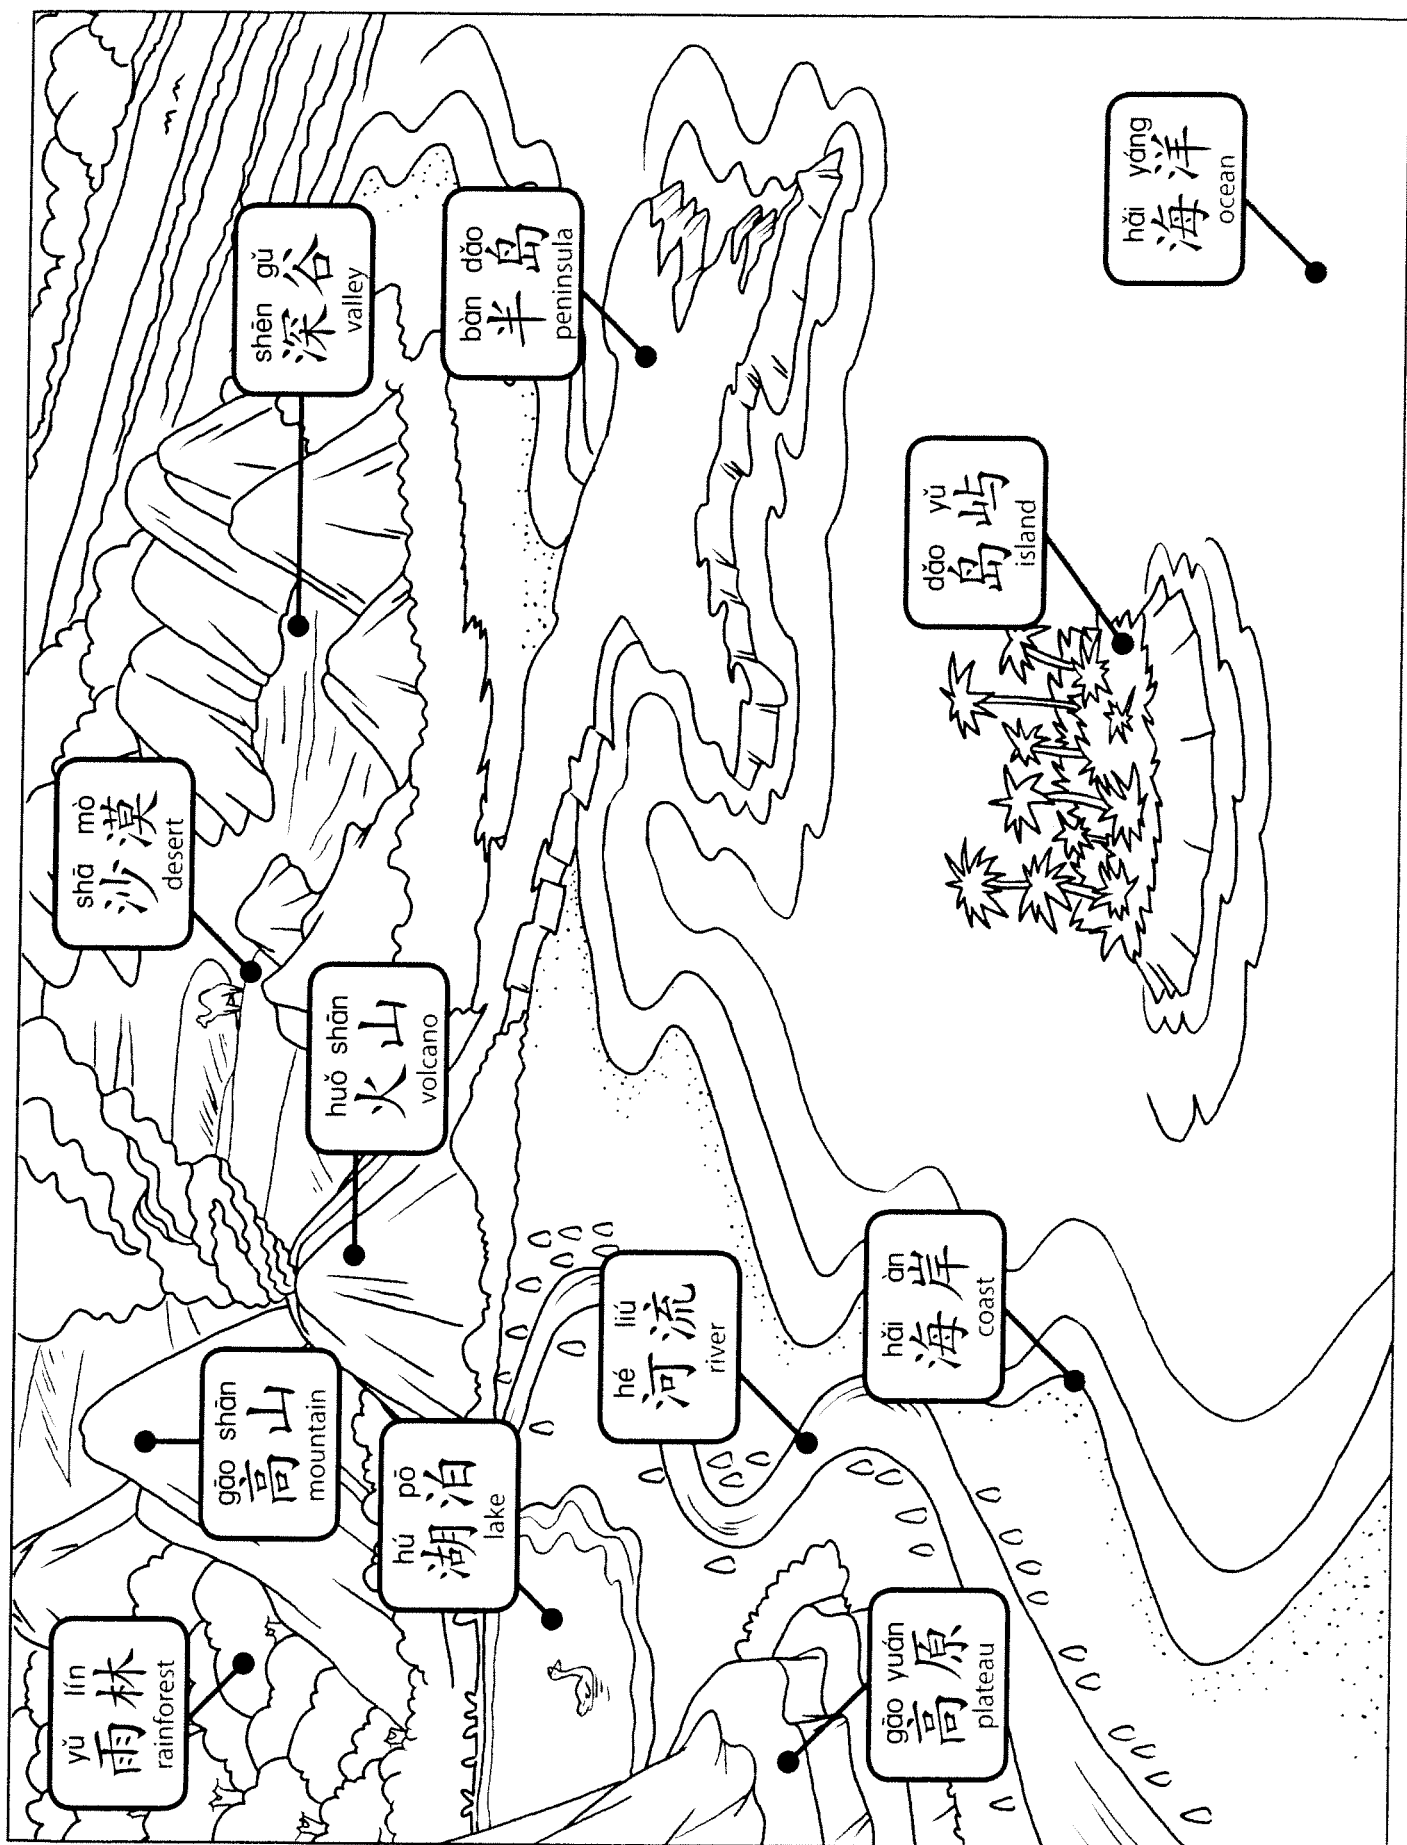 yǔ lín
雨林
rainforest
shā mò
沙漠
desert
gāo shān
高山
mountain
shēn gǔ
深谷
valley
huǒ shān
火山
volcano
hú pō
湖泊
lake
bàn dǎo
半岛
peninsula
hé liú
河流
river
gāo yuán
高原
plateau
hǎi àn
海岸
coast
dǎo yǔ
岛屿
island
hǎi yáng
海洋
ocean